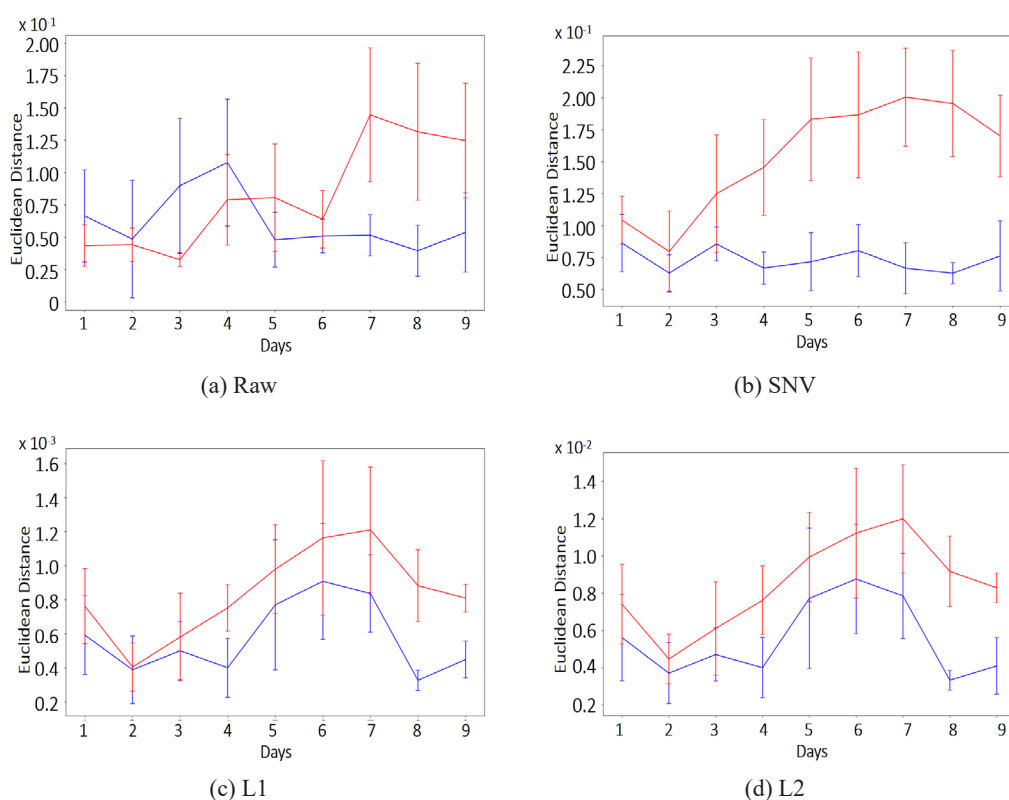 x 10⁻¹
2.00
1.75
1.50
1.25
1.00
0.75
0.50
0.25
0
Euclidean Distance
1 2 3 4 5 6 7 8 9
Days
(a) Raw
x 10⁻¹
2.25
2.00
1.75
1.50
1.25
1.00
0.75
0.50
Euclidean Distance
1 2 3 4 5 6 7 8 9
Days
(b) SNV
x 10⁻³
1.6
1.4
1.2
1.0
0.8
0.6
0.4
0.2
Euclidean Distance
1 2 3 4 5 6 7 8 9
Days
(c) L1
x 10⁻²
1.4
1.2
1.0
0.8
0.6
0.4
0.2
Euclidean Distance
1 2 3 4 5 6 7 8 9
Days
(d) L2